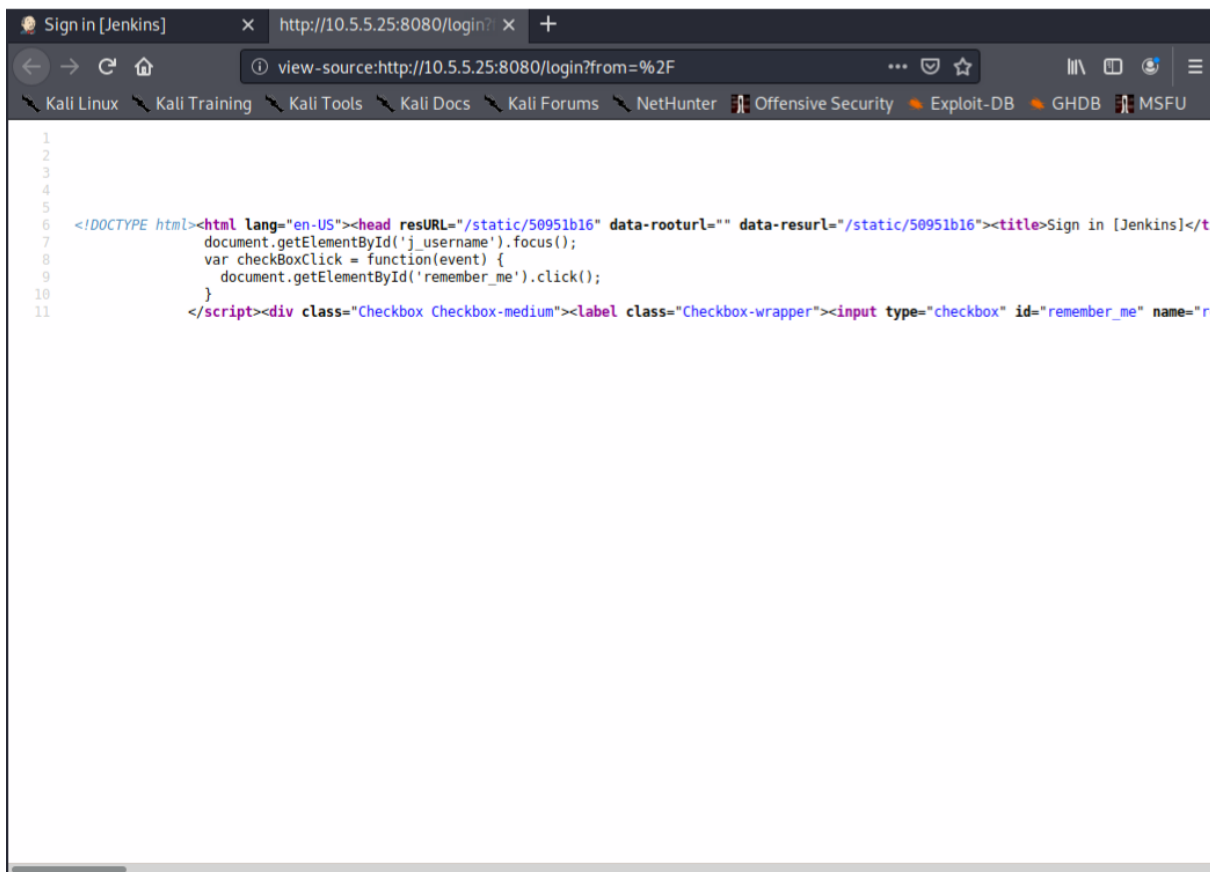 Sign in [Jenkins]
http://10.5.5.25:8080/login?
view-source:http://10.5.5.25:8080/login?from=%2F
Kali Linux Kali Training Kali Tools Kali Docs Kali Forums NetHunter Offensive Security Exploit-DB GHDB MSFU
1
2
3
4
5
6 <!DOCTYPE html><html lang="en-US"><head resURL="/static/50951b16" data-rooturl="" data-resurl="/static/50951b16"><title>Sign in [Jenkins]</t
7 document.getElementById('j_username').focus();
8 var checkBoxClick = function(event) {
9 document.getElementById('remember_me').click();
10 }
11 </script><div class="Checkbox Checkbox-medium"><label class="Checkbox-wrapper"><input type="checkbox" id="remember_me" name="r